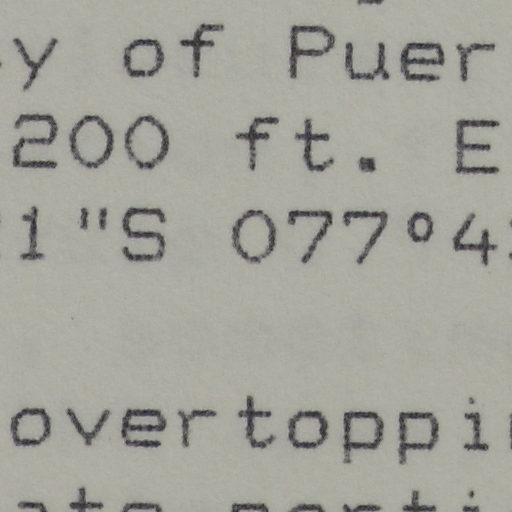 y of Puer
200 ft. E
1"S 077°4
overtoppi